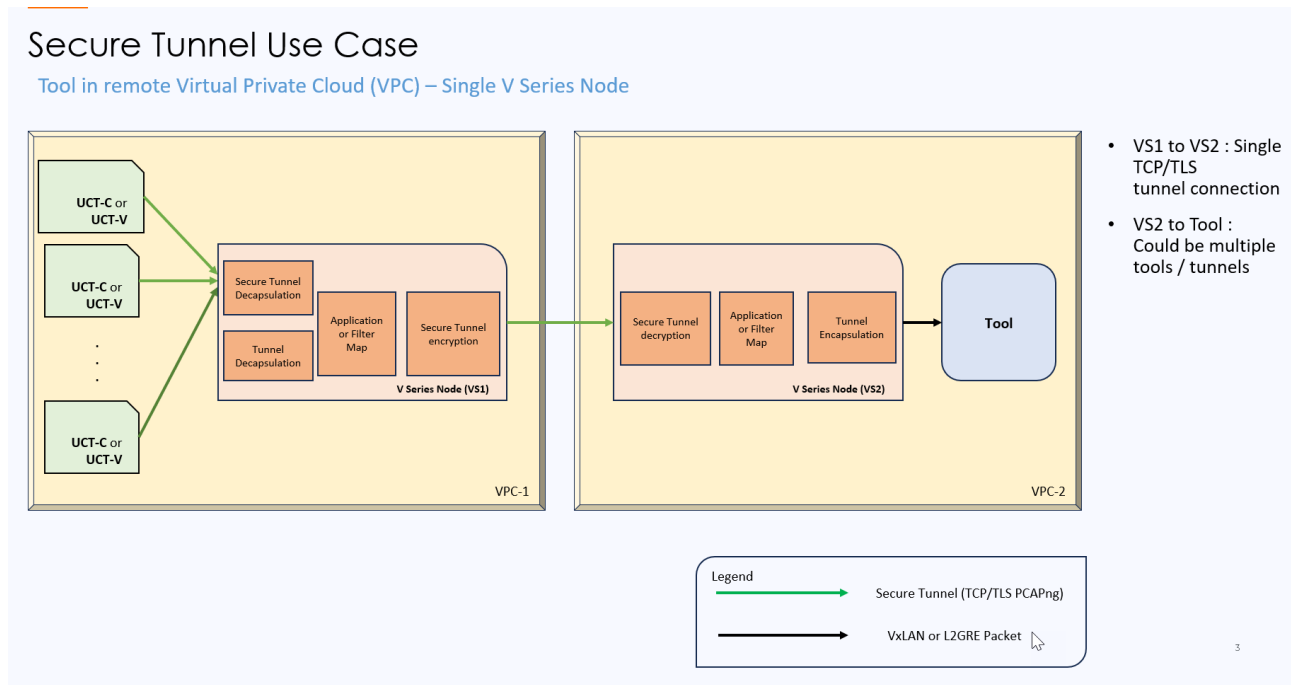 Secure Tunnel Use Case
Tool in remote Virtual Private Cloud (VPC) – Single V Series Node
UCT-C or
UCT-V
UCT-C or
UCT-V
.
.
.
UCT-C or
UCT-V
Secure Tunnel
Decapsulation
Tunnel
Decapsulation
Application
or Filter
Map
Secure Tunnel
encryption
V Series Node (VS1)
VPC-1
Secure Tunnel
decryption
Application
or Filter
Map
Tunnel
Encapsulation
V Series Node (VS2)
Tool
VPC-2
• VS1 to VS2 : Single
TCP/TLS
tunnel connection
• VS2 to Tool :
Could be multiple
tools / tunnels
Legend
Secure Tunnel (TCP/TLS PCAPng)
VxLAN or L2GRE Packet
3